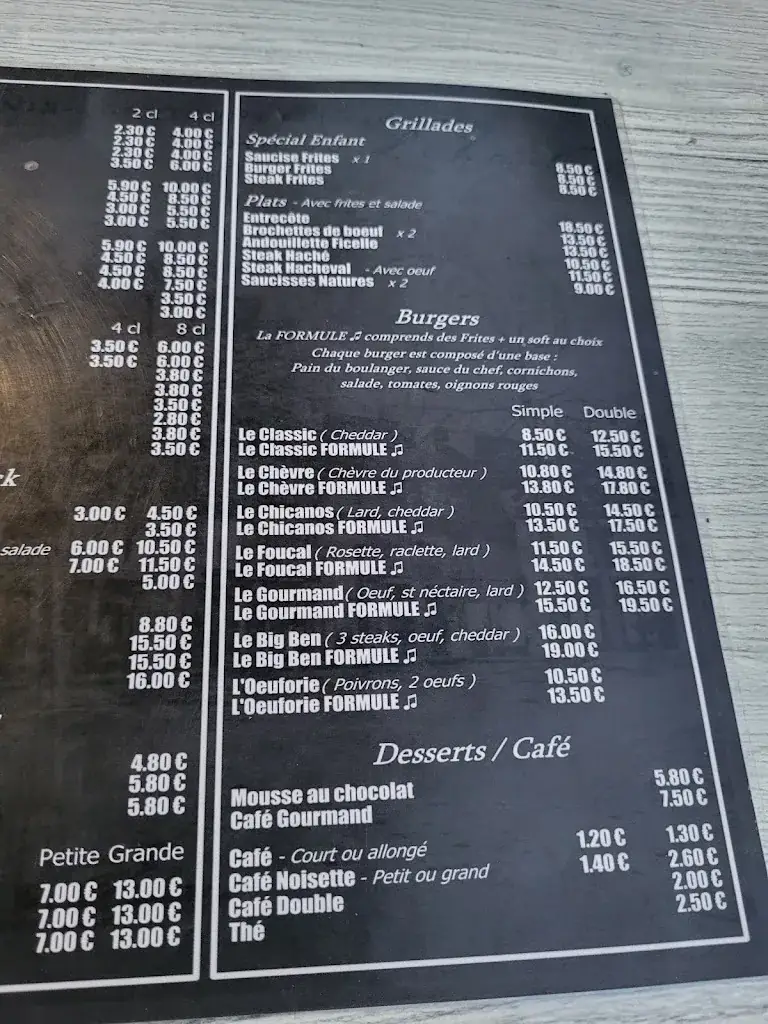 2 cl 4 cl
2.30 € 4.00 €
2.30 € 4.00 €
2.30 € 4.00 €
3.50 € 6.00 €
5.90 € 10.00 €
4.50 € 8.50 €
3.00 € 5.50 €
3.00 € 5.50 €
5.90 € 10.00 €
4.50 € 8.50 €
4.50 € 8.50 €
4.00 € 7.50 €
3.50 €
3.00 €
4 cl 8 cl
3.50 € 6.00 €
3.50 € 6.00 €
3.80 €
3.80 €
3.50 €
2.80 €
3.80 €
3.50 €
3.00 € 4.50 €
3.50 €
salade 6.00 € 10.50 €
7.00 € 11.50 €
5.00 €
8.80 €
15.50 €
15.50 €
16.00 €
4.80 €
5.80 €
5.80 €
Petite Grande
7.00 € 13.00 €
7.00 € 13.00 €
7.00 € 13.00 €
Grillades
Spécial Enfant
Saucise Frites x 1 8.50 €
Burger Frites 8.50 €
Steak Frites 8.50 €
Plats - Avec frites et salade
Entrecôte 18.50 €
Brochettes de boeuf x 2 13.50 €
Andouillette Ficelle 13.50 €
Steak Haché 10.50 €
Steak Hacheval - Avec oeuf 11.50 €
Saucisses Natures x 2 9.00 €
Burgers
La FORMULE ♫ comprends des Frites + un soft au choix
Chaque burger est composé d'une base :
Pain du boulanger, sauce du chef, cornichons,
salade, tomates, oignons rouges
Simple Double
Le Classic ( Cheddar ) 8.50 € 12.50 €
Le Classic FORMULE ♫ 11.50 € 15.50 €
Le Chèvre ( Chèvre du producteur ) 10.80 € 14.80 €
Le Chèvre FORMULE ♫ 13.80 € 17.80 €
Le Chicanos ( Lard, cheddar ) 10.50 € 14.50 €
Le Chicanos FORMULE ♫ 13.50 € 17.50 €
Le Foucal ( Rosette, raclette, lard ) 11.50 € 15.50 €
Le Foucal FORMULE ♫ 14.50 € 18.50 €
Le Gourmand ( Oeuf, st néctaire, lard ) 12.50 € 16.50 €
Le Gourmand FORMULE ♫ 15.50 € 19.50 €
Le Big Ben ( 3 steaks, oeuf, cheddar ) 16.00 €
Le Big Ben FORMULE ♫ 19.00 €
L'Oeuforie ( Poivrons, 2 oeufs ) 10.50 €
L'Oeuforie FORMULE ♫ 13.50 €
Desserts / Café
Mousse au chocolat 5.80 €
Café Gourmand 7.50 €
Café - Court ou allongé 1.20 € 1.30 €
Café Noisette - Petit ou grand 1.40 € 2.60 €
Café Double 2.00 €
Thé 2.50 €